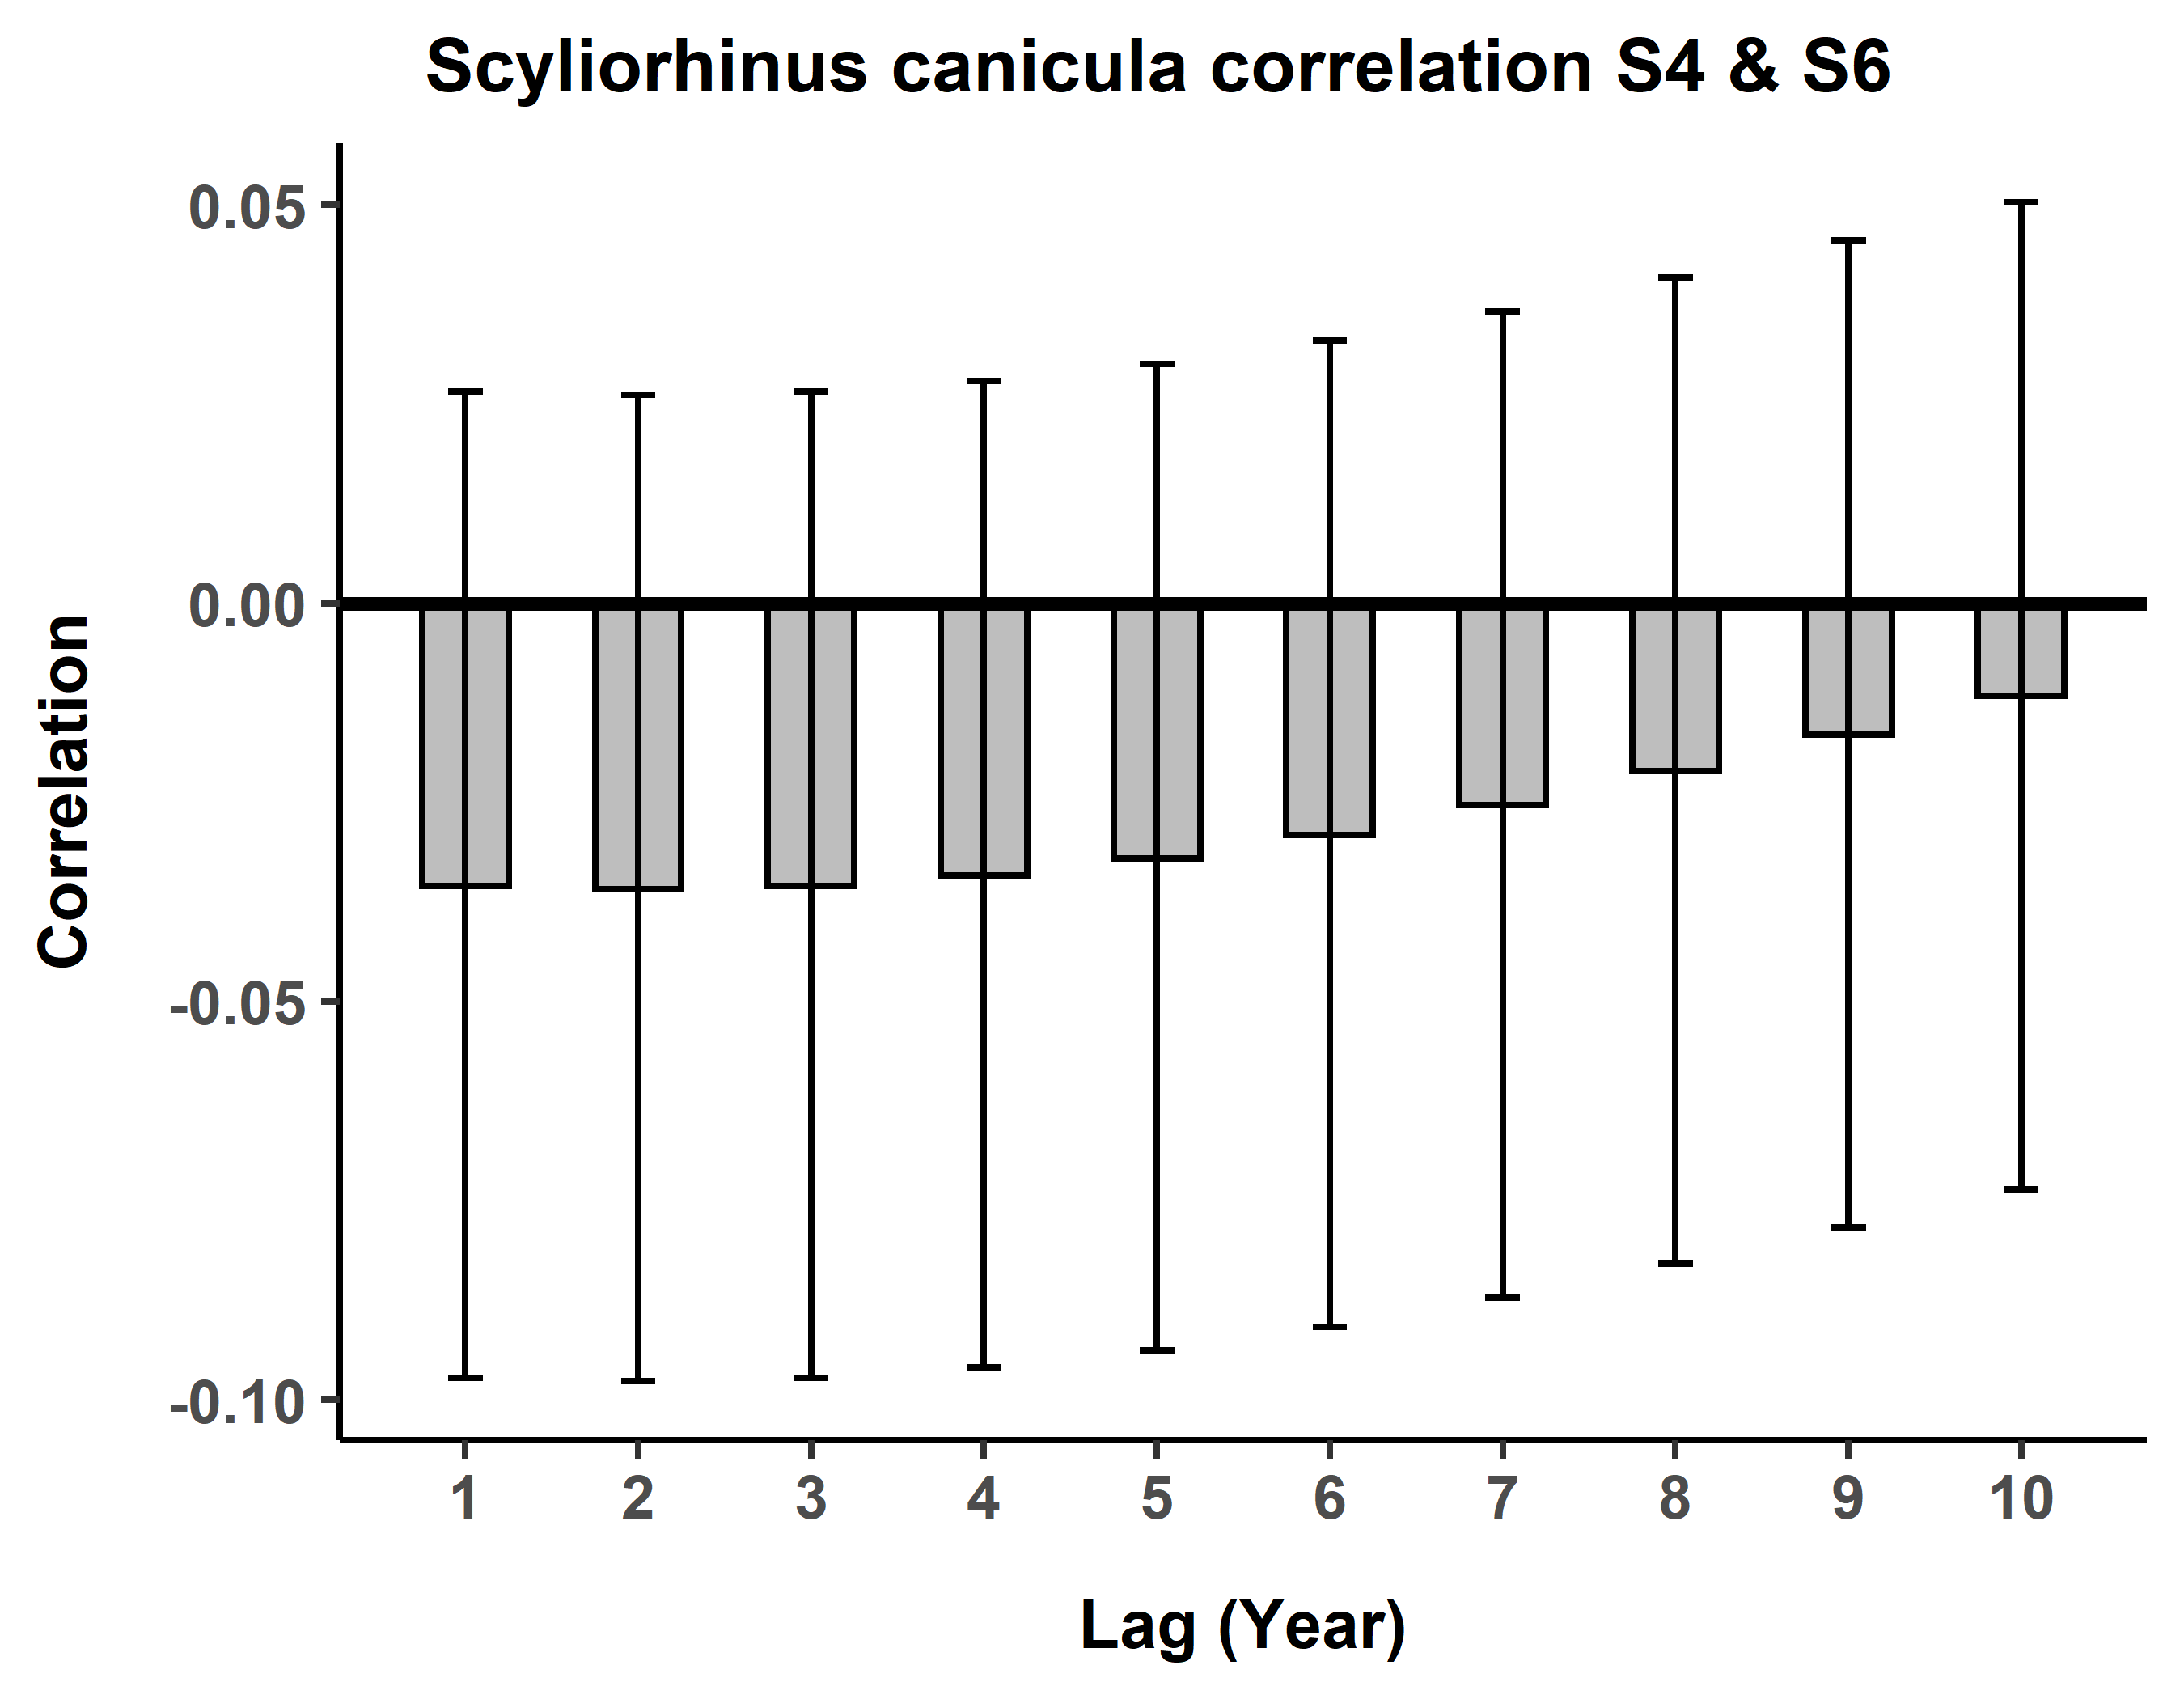 Scyliorhinus canicula correlation S4 & S6
0.05
0.00
-0.05
-0.10
Correlation
1 2 3 4 5 6 7 8 9 10
Lag (Year)